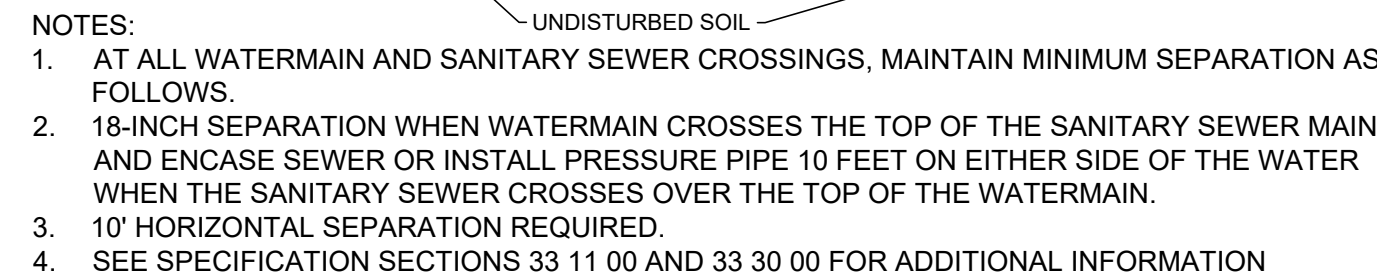 UNDISTURBED SOIL
NOTES:
1. AT ALL WATERMAIN AND SANITARY SEWER CROSSINGS, MAINTAIN MINIMUM SEPARATION AS
FOLLOWS.
2. 18-INCH SEPARATION WHEN WATERMAIN CROSSES THE TOP OF THE SANITARY SEWER MAIN
AND ENCASE SEWER OR INSTALL PRESSURE PIPE 10 FEET ON EITHER SIDE OF THE WATER
WHEN THE SANITARY SEWER CROSSES OVER THE TOP OF THE WATERMAIN.
3. 10' HORIZONTAL SEPARATION REQUIRED.
4. SEE SPECIFICATION SECTIONS 33 11 00 AND 33 30 00 FOR ADDITIONAL INFORMATION